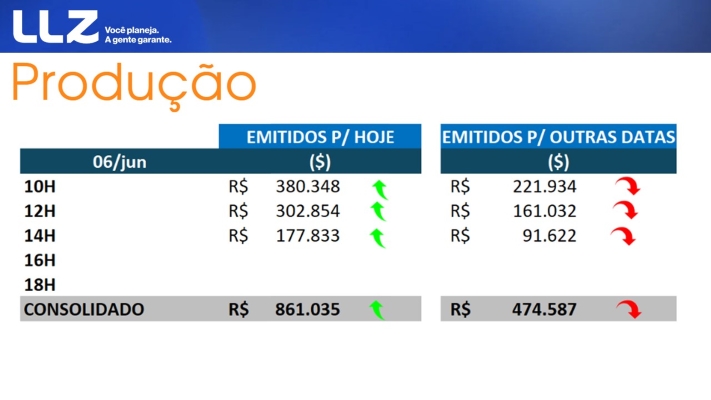 LLZ Você planeja.
A gente garante.
Produção
EMITIDOS P/ HOJE EMITIDOS P/ OUTRAS DATAS
06/jun ($) ($)
10H R$ 380.348 R$ 221.934
12H R$ 302.854 R$ 161.032
14H R$ 177.833 R$ 91.622
16H
18H
CONSOLIDADO R$ 861.035 R$ 474.587